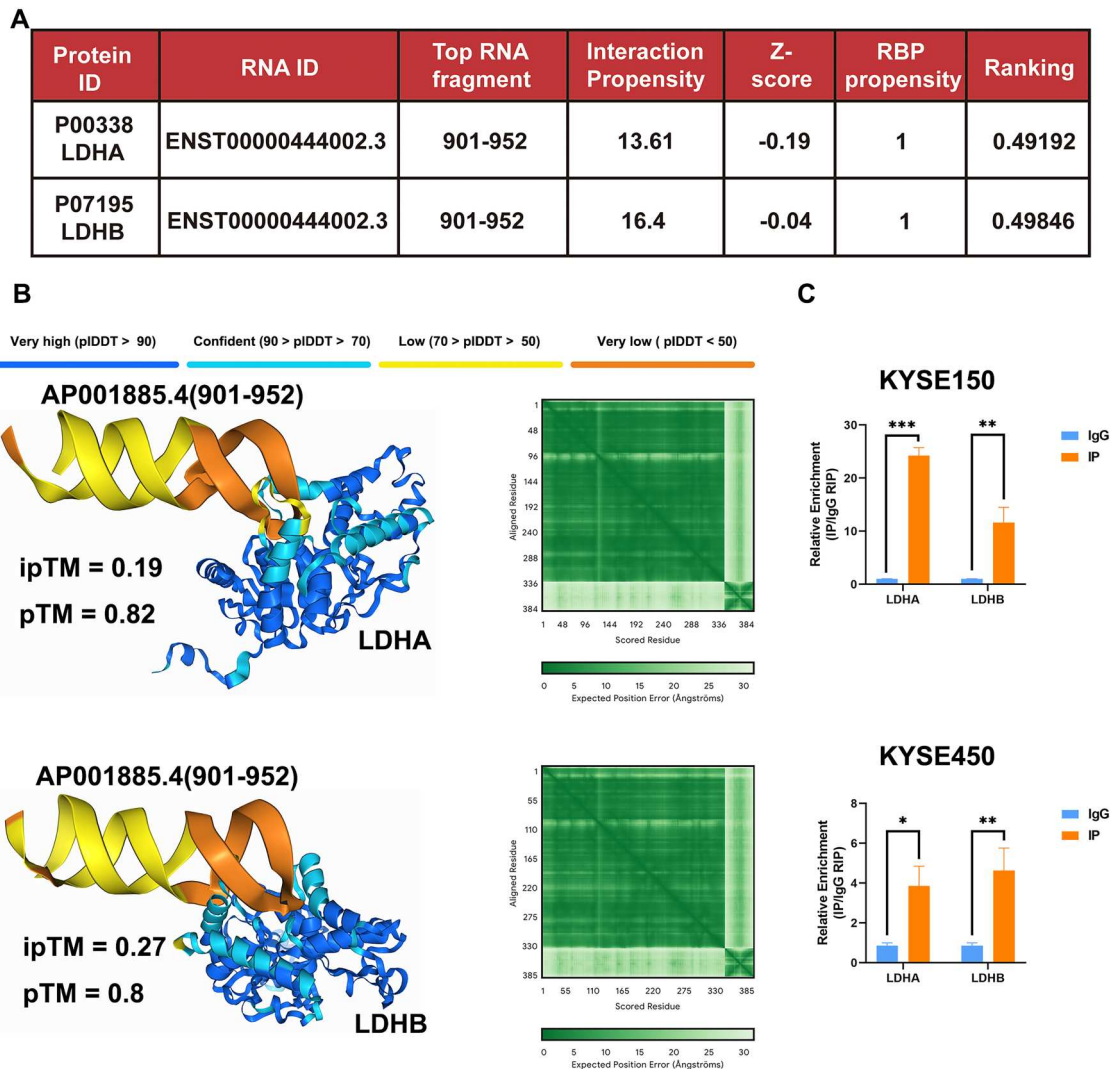 A
Protein ID RNA ID Top RNA fragment Interaction Propensity Z-score RBP propensity Ranking
P00338 LDHA ENST00000444002.3 901-952 13.61 -0.19 1 0.49192
P07195 LDHB ENST00000444002.3 901-952 16.4 -0.04 1 0.49846
B
Very high (pIDDT > 90) Confident (90 > pIDDT > 70) Low (70 > pIDDT > 50) Very low ( pIDDT < 50)
AP001885.4(901-952)
ipTM = 0.19
pTM = 0.82
LDHA
Aligned Residue
1
48
96
144
192
240
288
336
384
1 48 96 144 192 240 288 336 384
Scored Residue
0 5 10 15 20 25 30
Expected Position Error (Ångströms)
AP001885.4(901-952)
ipTM = 0.27
pTM = 0.8
LDHB
Aligned Residue
1
55
110
165
220
275
330
385
1 55 110 165 220 275 330 385
Scored Residue
0 5 10 15 20 25 30
Expected Position Error (Ångströms)
C
KYSE150
Relative Enrichment
(IP/IgG RIP)
30
20
10
0
*** **
LDHA LDHB
IgG
IP
KYSE450
Relative Enrichment
(IP/IgG RIP)
8
6
4
2
0
* **
LDHA LDHB
IgG
IP